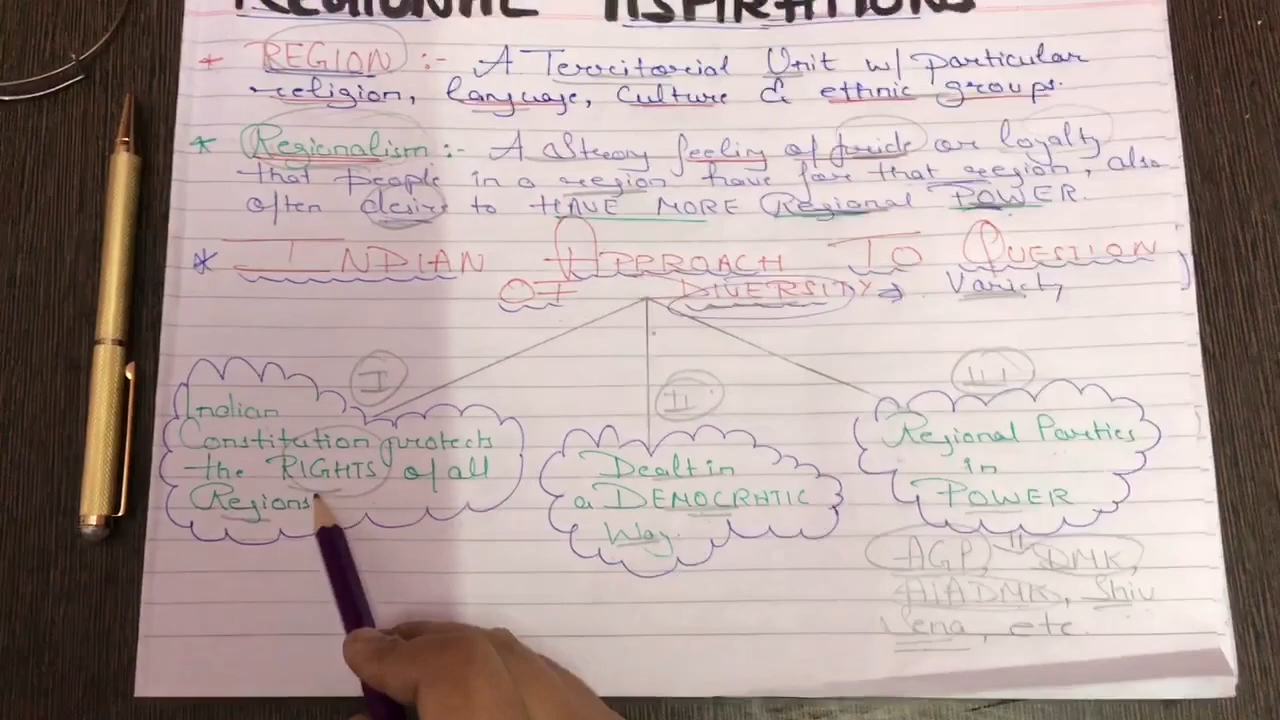 REGIONAL ASPIRATIONS
* REGION :- A Territorial Unit w/ particular
religion, language, culture & ethnic groups.
* Regionalism :- A Strong feeling of pride or loyalty
that people in a region have for that region, also
often desire to HAVE MORE Regional POWER.
* INDIAN APPROACH TO QUESTION
OF DIVERSITY → Variety
I
Indian
Constitution protects
the RIGHTS of all
Regions
II
Dealt in
a DEMOCRATIC
Way.
III
Regional Parties
in
POWER
AGP, DMK,
AIADMK, Shiv
Sena, etc.